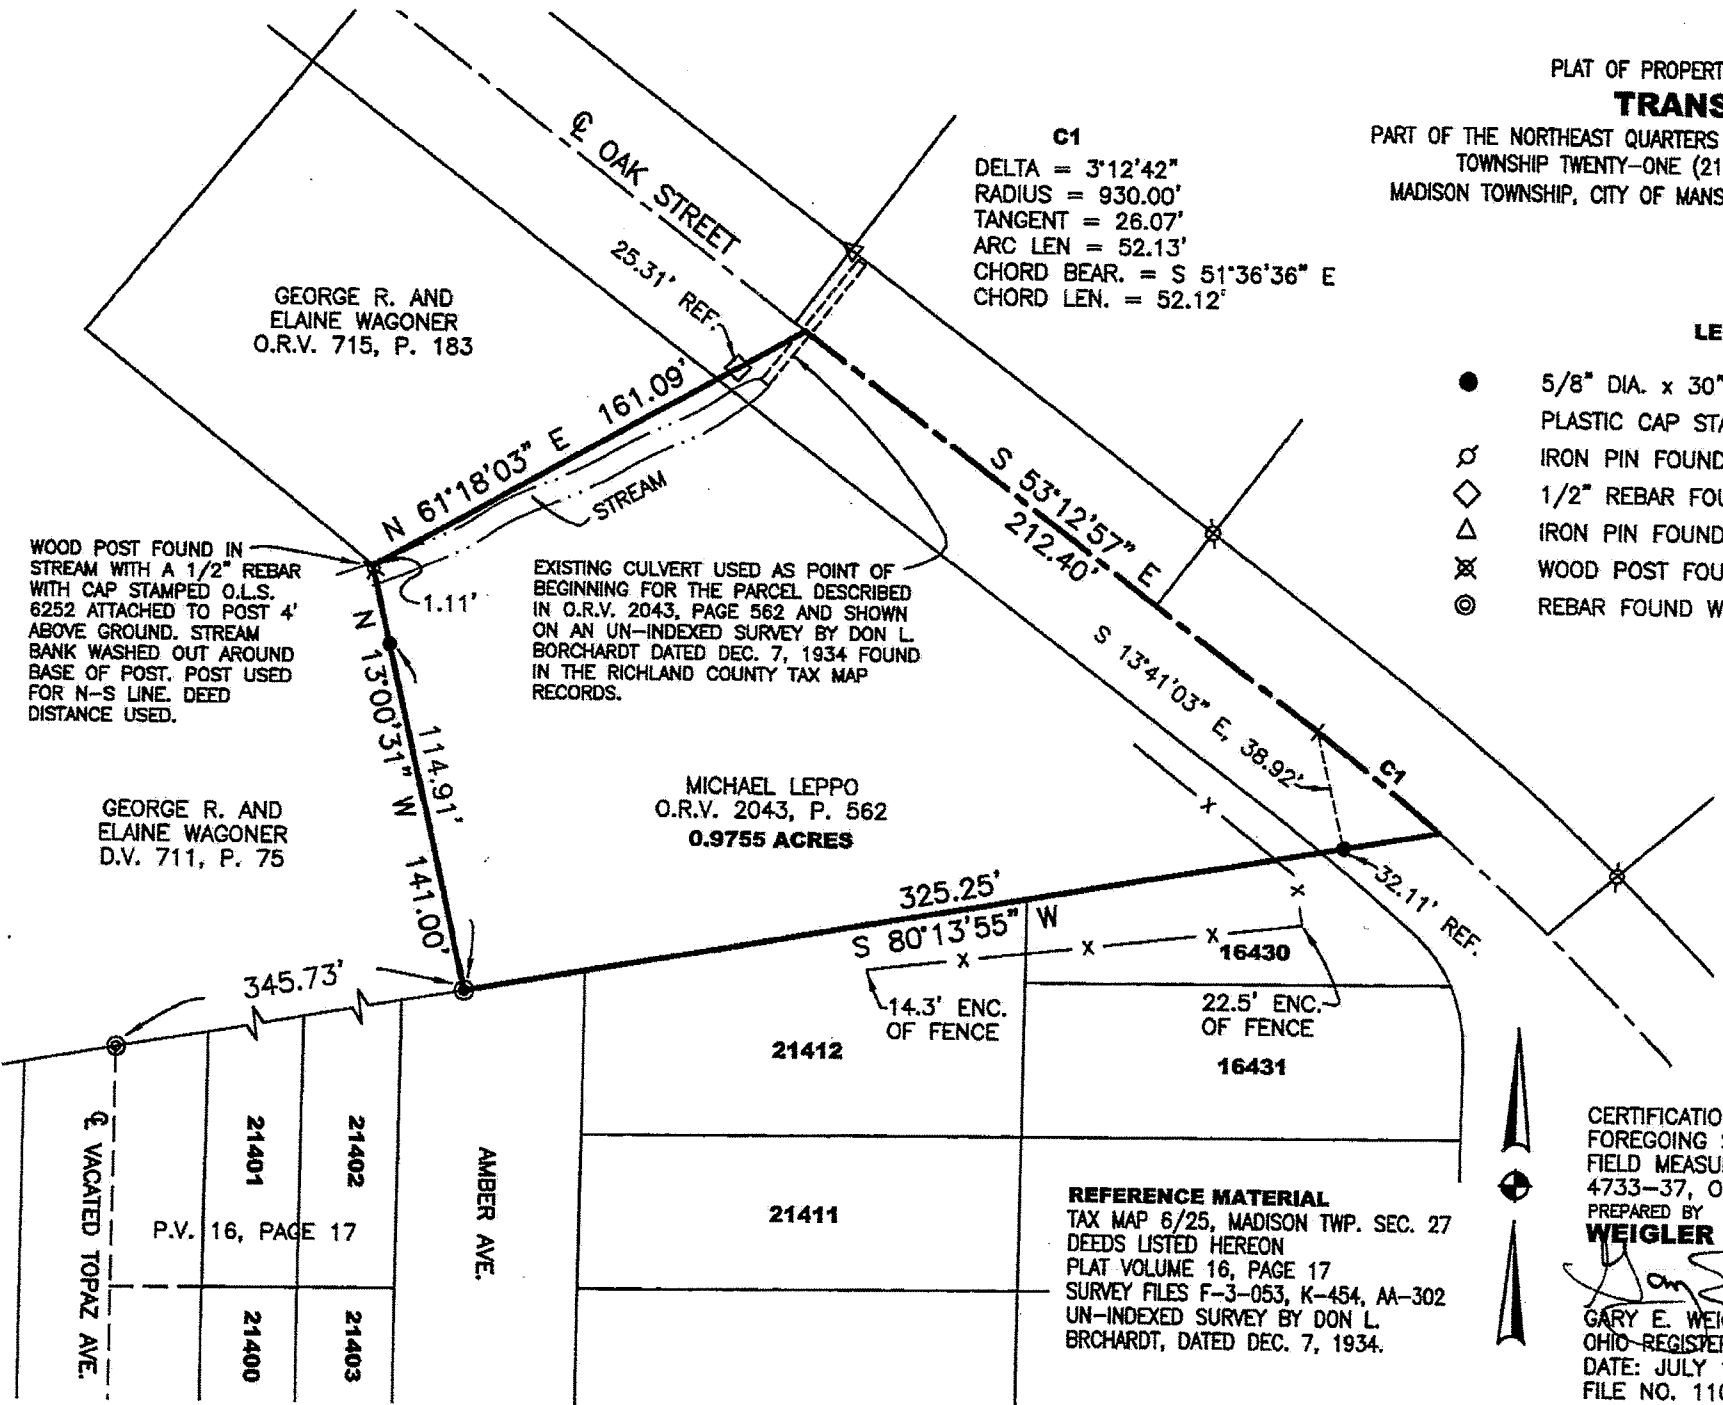 PLAT OF PROPERT
TRANS
PART OF THE NORTHEAST QUARTERS
TOWNSHIP TWENTY-ONE (21
MADISON TOWNSHIP, CITY OF MANS
C1
DELTA = 3°12'42"
RADIUS = 930.00'
TANGENT = 26.07'
ARC LEN = 52.13'
CHORD BEAR. = S 51°36'36" E
CHORD LEN. = 52.12'
℄ OAK STREET
25.31' REF.
GEORGE R. AND
ELAINE WAGONER
O.R.V. 715, P. 183
N 61°18'03" E 161.09'
STREAM
S 53°12'57" E
212.40'
LE
5/8" DIA. x 30"
PLASTIC CAP STA
IRON PIN FOUND
1/2" REBAR FOU
IRON PIN FOUND
WOOD POST FOU
REBAR FOUND W
WOOD POST FOUND IN
STREAM WITH A 1/2" REBAR
WITH CAP STAMPED O.L.S.
6252 ATTACHED TO POST 4'
ABOVE GROUND. STREAM
BANK WASHED OUT AROUND
BASE OF POST. POST USED
FOR N-S LINE. DEED
DISTANCE USED.
1.11'
EXISTING CULVERT USED AS POINT OF
BEGINNING FOR THE PARCEL DESCRIBED
IN O.R.V. 2043, PAGE 562 AND SHOWN
ON AN UN-INDEXED SURVEY BY DON L.
BORCHARDT DATED DEC. 7, 1934 FOUND
IN THE RICHLAND COUNTY TAX MAP
RECORDS.
S 13°41'03" E, 38.92'
C1
N 13°00'31" W
114.91'
141.00'
GEORGE R. AND
ELAINE WAGONER
D.V. 711, P. 75
MICHAEL LEPPO
O.R.V. 2043, P. 562
0.9755 ACRES
325.25'
S 80°13'55" W
32.11' REF.
345.73'
16430
14.3' ENC.
OF FENCE
22.5' ENC.
OF FENCE
21412
16431
℄ VACATED TOPAZ AVE.
21401
21402
AMBER AVE.
P.V. 16, PAGE 17
21411
21400
21403
REFERENCE MATERIAL
TAX MAP 6/25, MADISON TWP. SEC. 27
DEEDS LISTED HEREON
PLAT VOLUME 16, PAGE 17
SURVEY FILES F-3-053, K-454, AA-302
UN-INDEXED SURVEY BY DON L.
BRCHARDT, DATED DEC. 7, 1934.
CERTIFICATIO
FOREGOING
FIELD MEASU
4733-37, O
PREPARED BY
WEIGLER
GARY E. WEI
OHIO REGISTER
DATE: JULY
FILE NO. 110